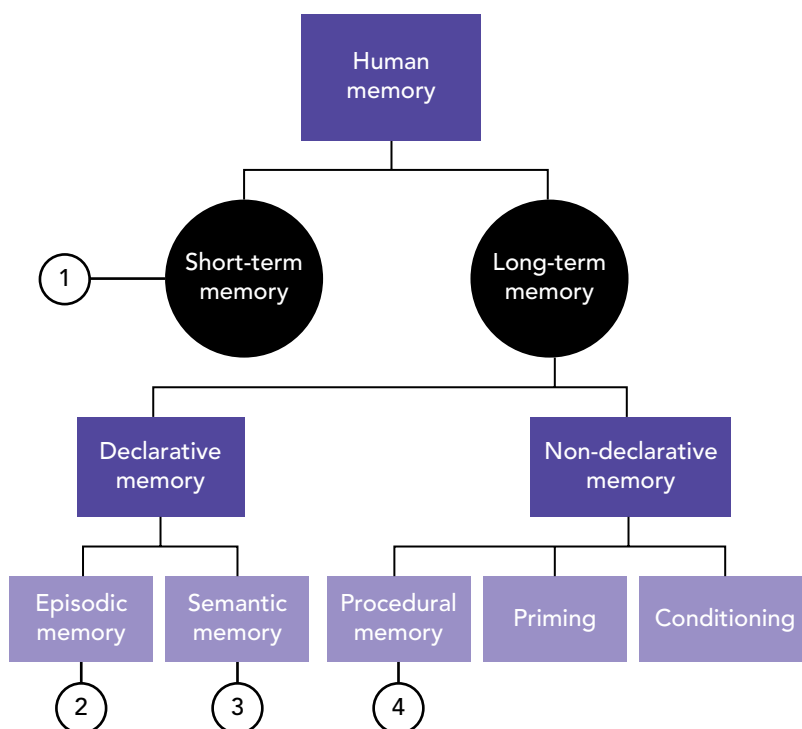 Human
memory
Short-term
memory
Long-term
memory
1
Declarative
memory
Non-declarative
memory
Episodic
memory
Semantic
memory
Procedural
memory
Priming
Conditioning
2
3
4